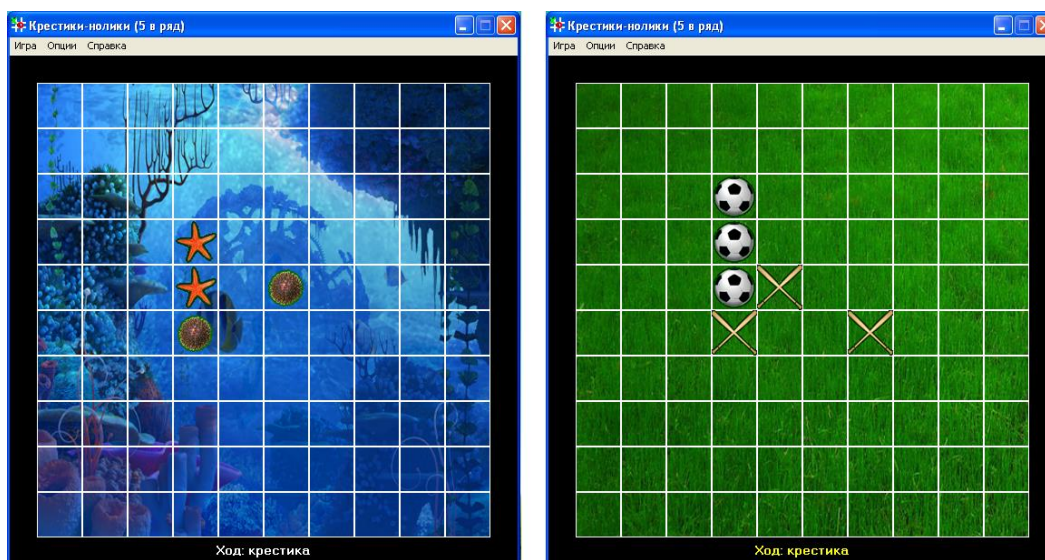 Крестики-нолики (5 в ряд)
Игра Опции Справка
Ход: крестика
Крестики-нолики (5 в ряд)
Игра Опции Справка
Ход: крестика